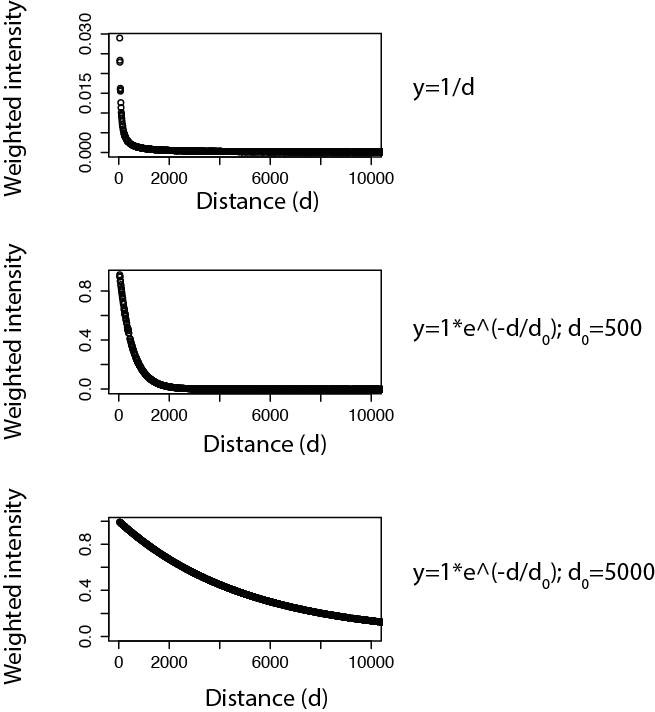 Weighted intensity
0.030
0.015
0.000
0 2000 6000 10000
Distance (d)
y=1/d
Weighted intensity
0.8
0.4
0.0
0 2000 6000 10000
Distance (d)
y=1*e^(-d/d₀); d₀=500
Weighted intensity
0.8
0.4
0.0
0 2000 6000 10000
Distance (d)
y=1*e^(-d/d₀); d₀=5000